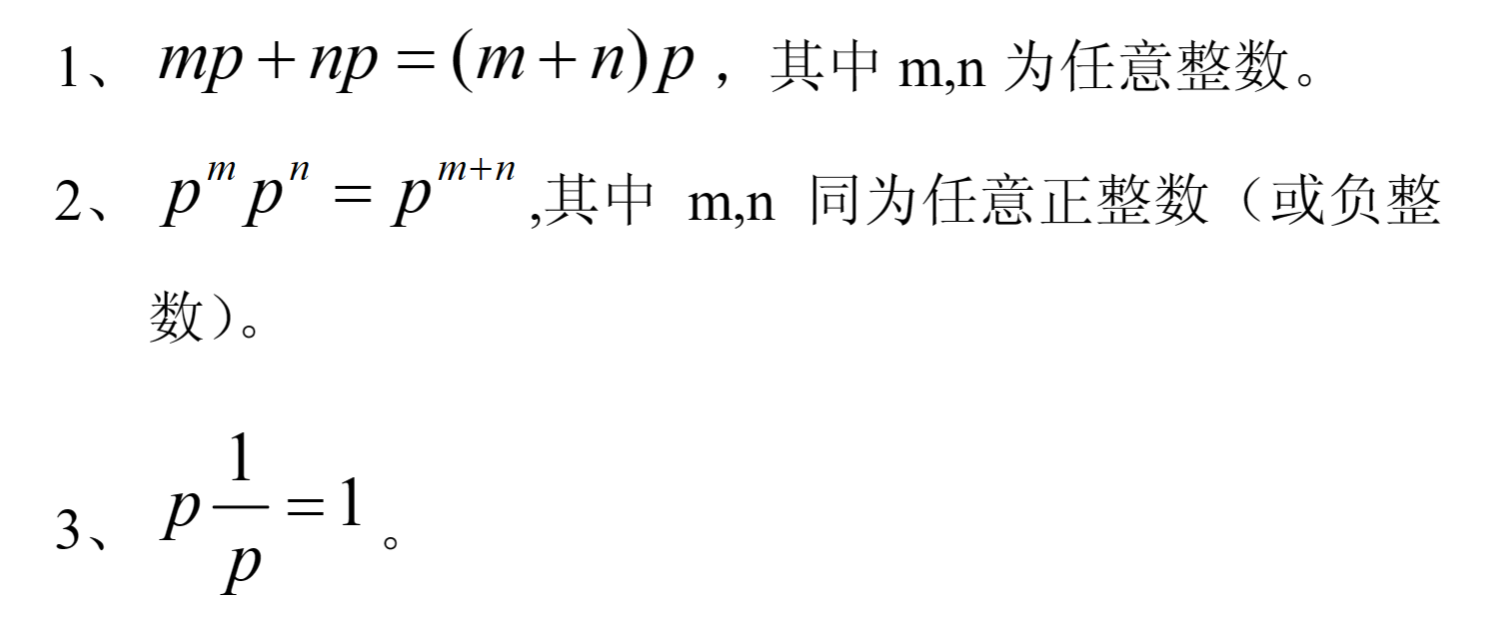 1、 mp + np = (m + n)p ，其中 m,n 为任意整数。
2、 p^m p^n = p^{m+n} ,其中 m,n 同为任意正整数（或负整
数）。
3、 p\frac{1}{p} = 1 。